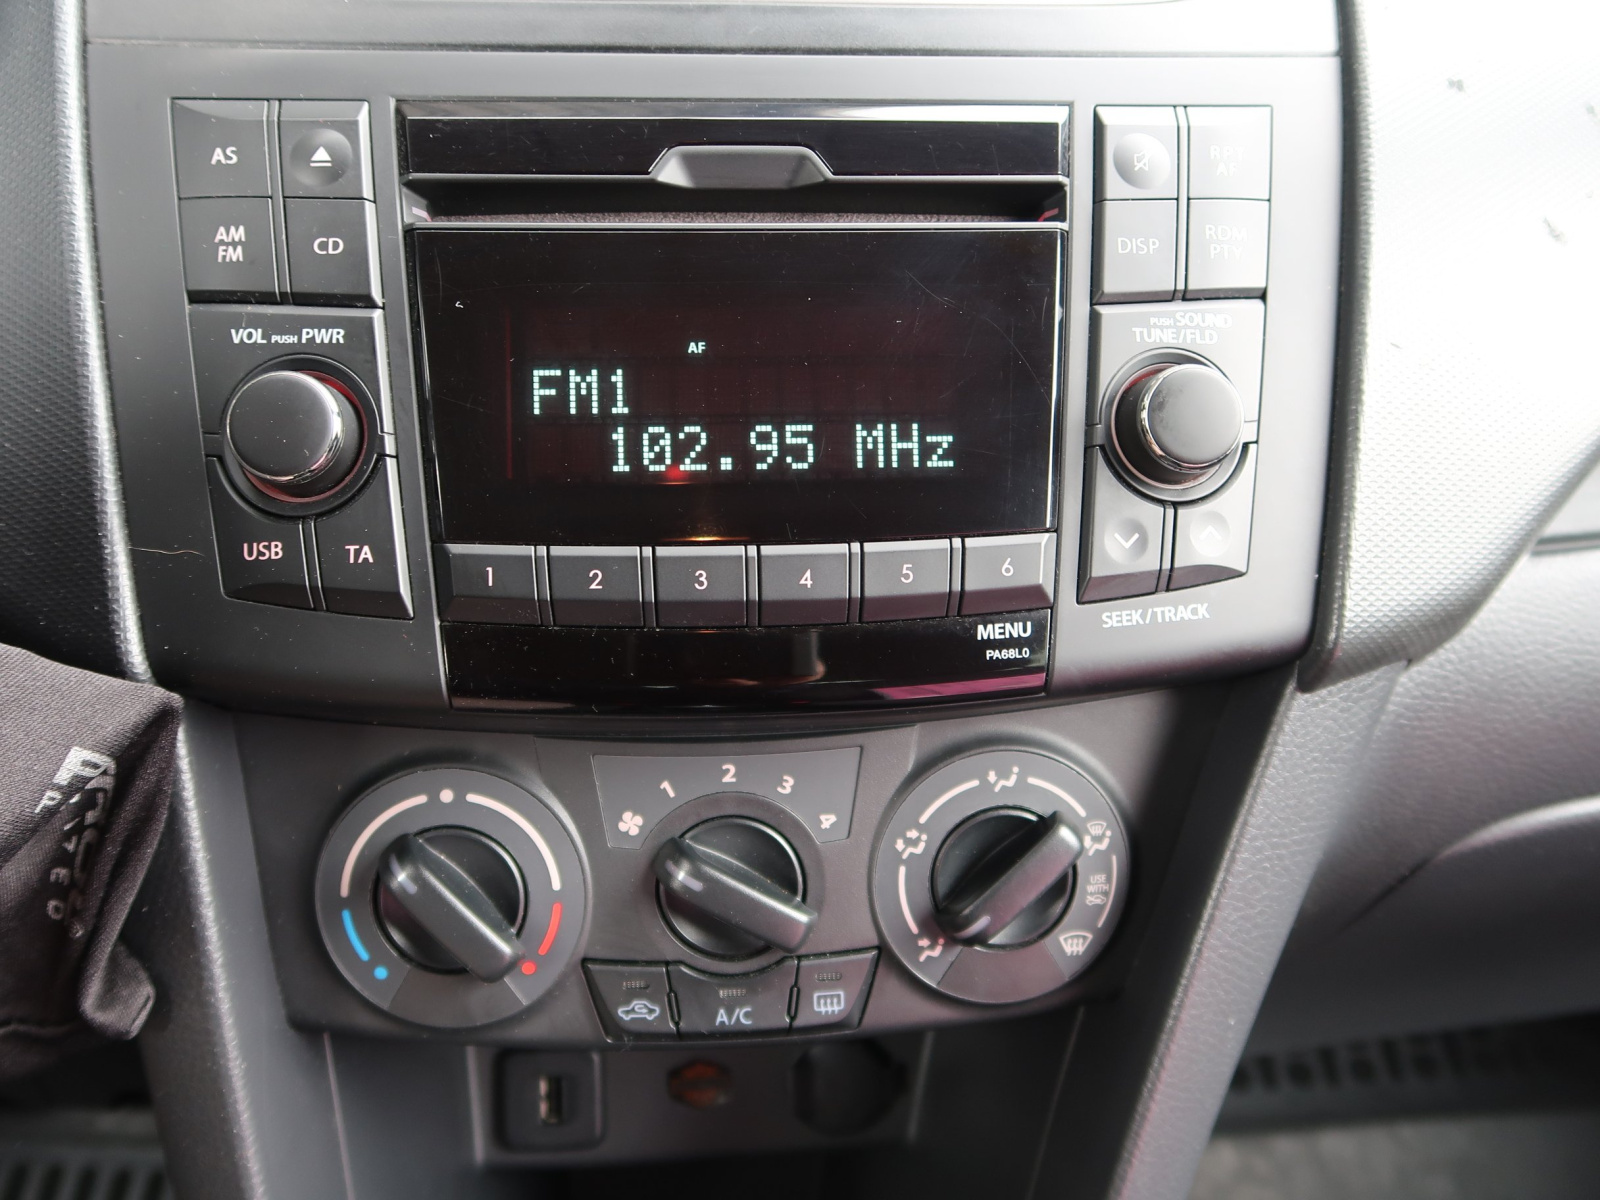 AS
AM
FM
CD
VOL PUSH PWR
USB
TA
AF
FM1
102.95 MHz
1
2
3
4
5
6
MENU
PA68L0
RPT
AF
DISP
RDM
PTY
PUSH SOUND
TUNE/FLD
SEEK/TRACK
1
2
3
4
A/C
USE
WITH